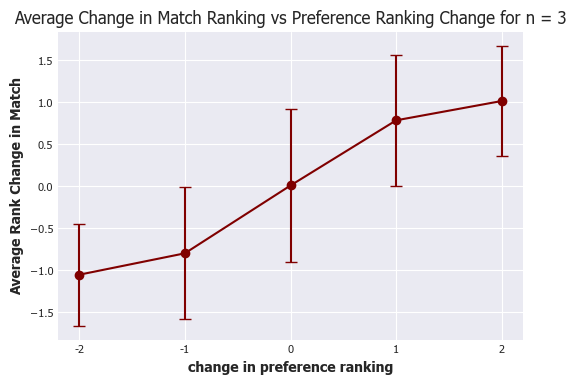 Average Change in Match Ranking vs Preference Ranking Change for n = 3
Average Rank Change in Match
1.5
1.0
0.5
0.0
−0.5
−1.0
−1.5
-2 -1 0 1 2
change in preference ranking